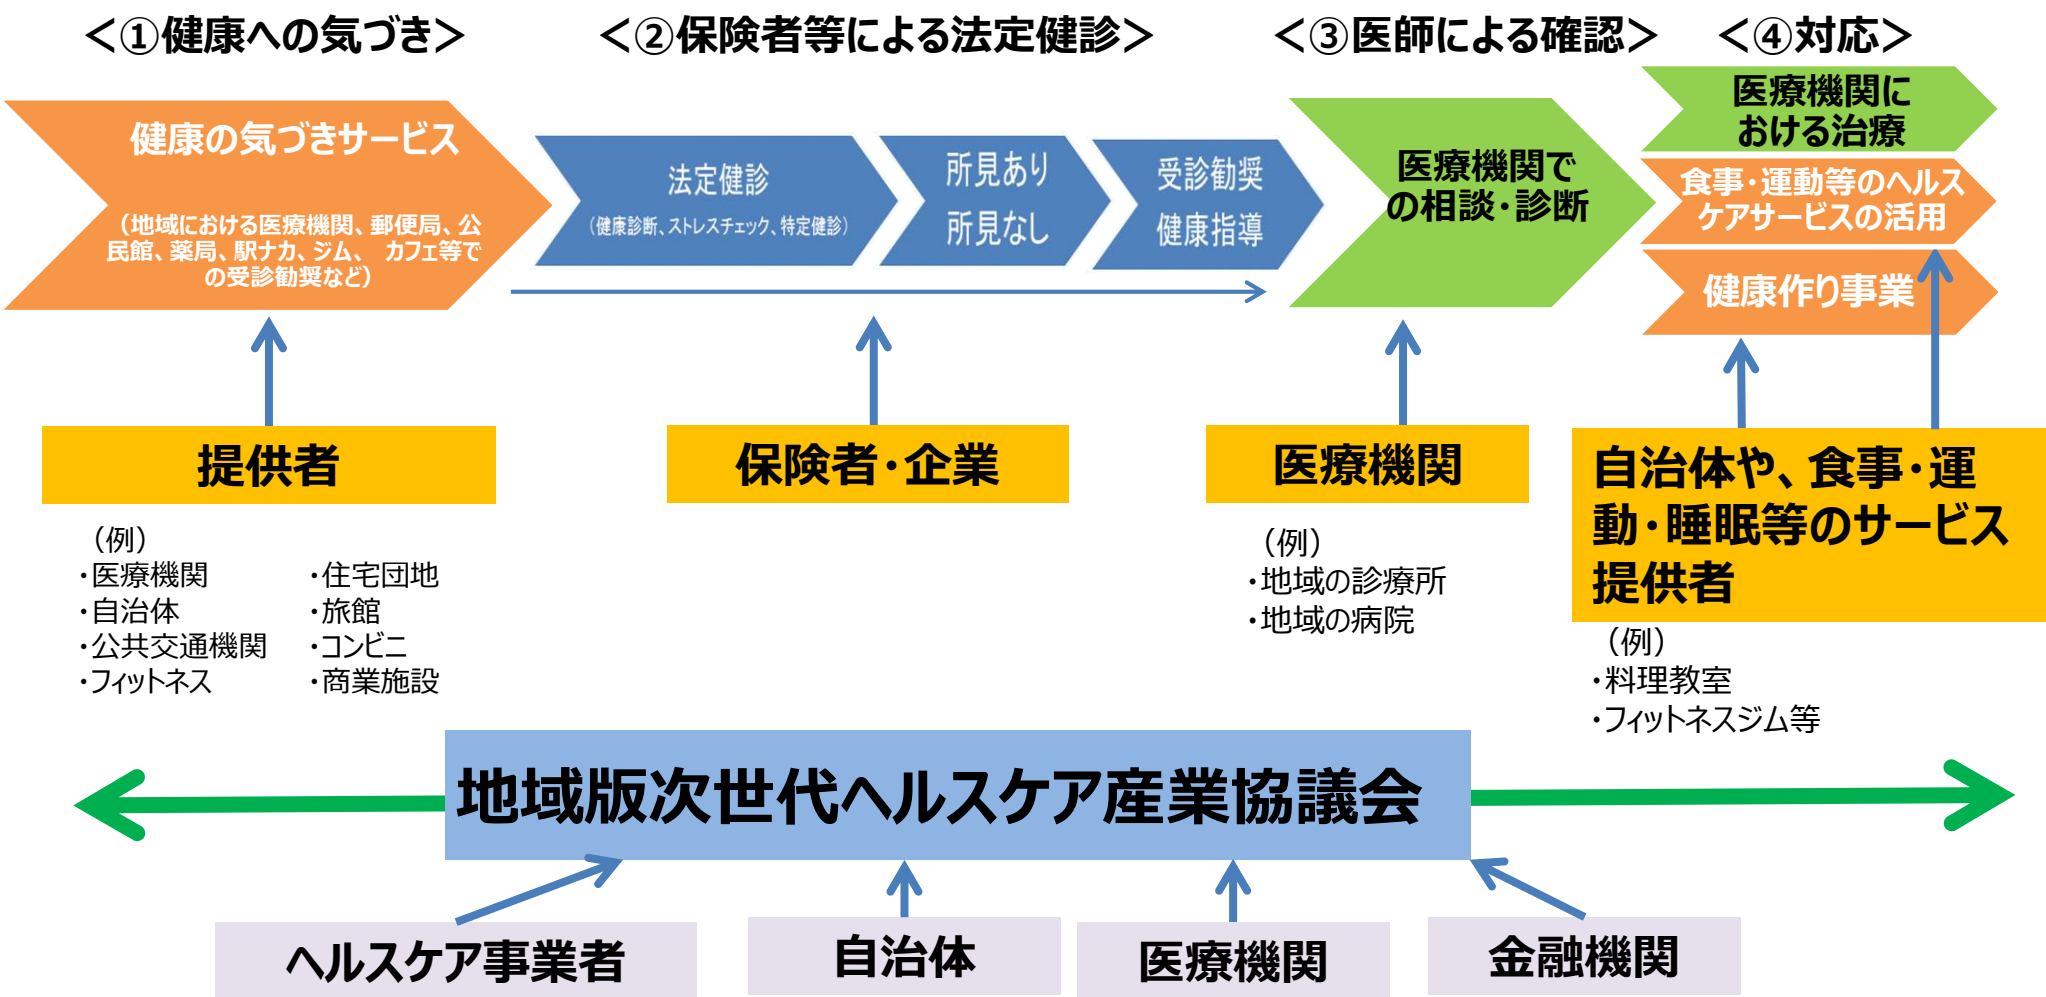 ＜①健康への気づき＞
＜②保険者等による法定健診＞
＜③医師による確認＞
＜④対応＞
健康の気づきサービス
（地域における医療機関、郵便局、公
民館、薬局、駅ナカ、ジム、　カフェ等で
の受診勧奨など）
法定健診
（健康診断、ストレスチェック、特定健診）
所見あり
所見なし
受診勧奨
健康指導
医療機関で
の相談・診断
医療機関に
おける治療
食事・運動等のヘルス
ケアサービスの活用
健康作り事業
提供者
（例）
・医療機関
・自治体
・公共交通機関
・フィットネス
・住宅団地
・旅館
・コンビニ
・商業施設
保険者・企業
医療機関
（例）
・地域の診療所
・地域の病院
自治体や、食事・運
動・睡眠等のサービス
提供者
（例）
・料理教室
・フィットネスジム等
地域版次世代ヘルスケア産業協議会
ヘルスケア事業者
自治体
医療機関
金融機関